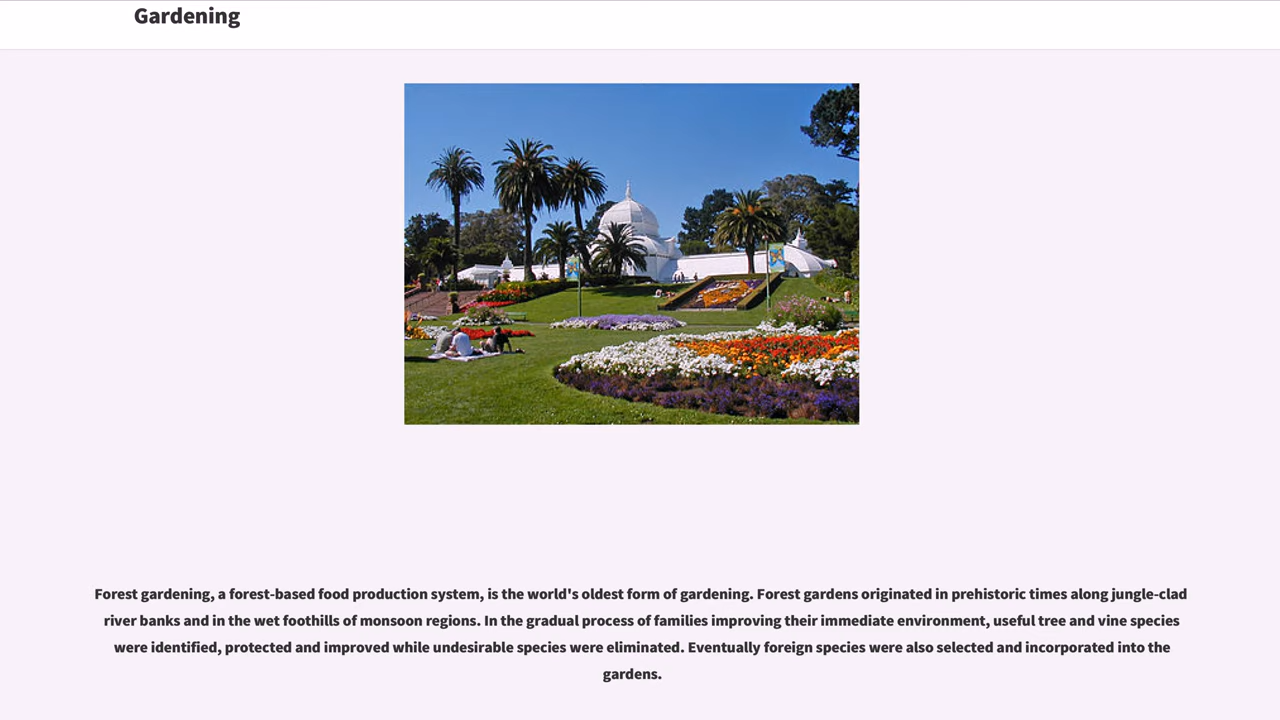 Gardening
Forest gardening, a forest-based food production system, is the world's oldest form of gardening. Forest gardens originated in prehistoric times along jungle-clad
river banks and in the wet foothills of monsoon regions. In the gradual process of families improving their immediate environment, useful tree and vine species
were identified, protected and improved while undesirable species were eliminated. Eventually foreign species were also selected and incorporated into the
gardens.